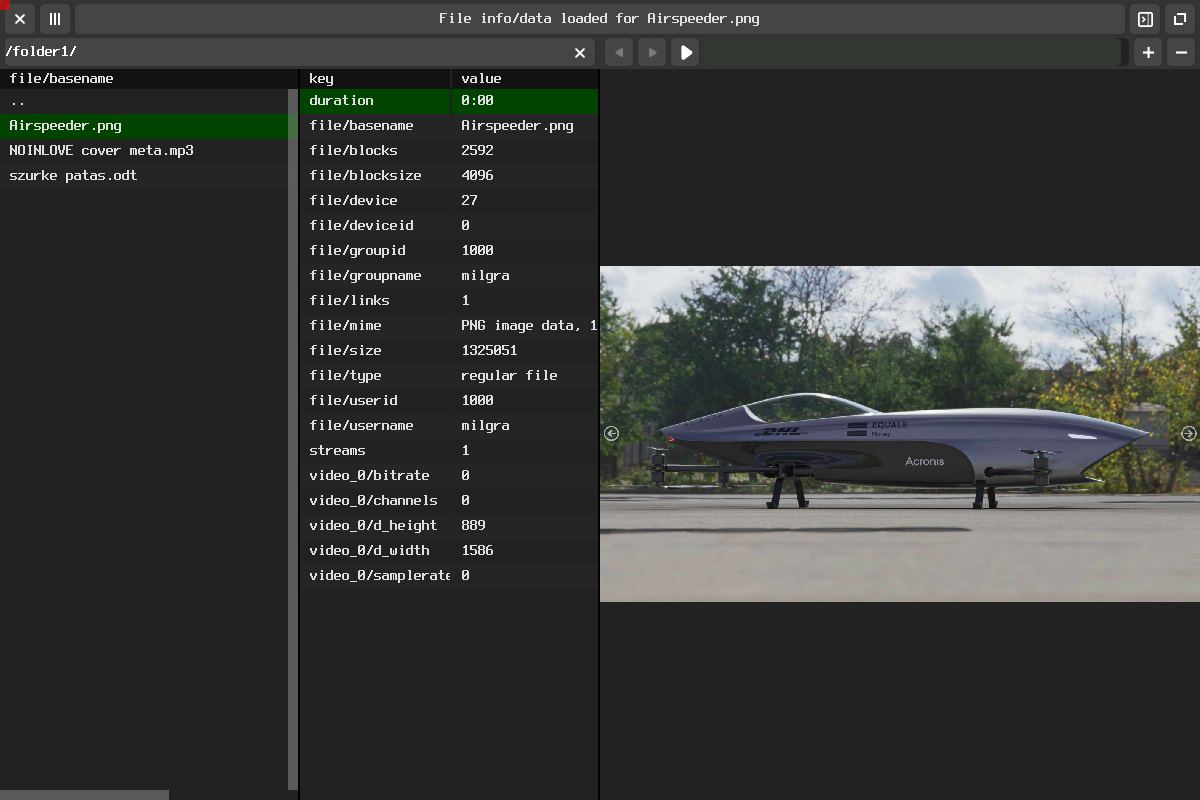 File info/data loaded for Airspeeder.png
/folder1/
file/basename
..
Airspeeder.png
NOINLOVE cover meta.mp3
szurke patas.odt
key value
duration 0:00
file/basename Airspeeder.png
file/blocks 2592
file/blocksize 4096
file/device 27
file/deviceid 0
file/groupid 1000
file/groupname milgra
file/links 1
file/mime PNG image data, 1
file/size 1325051
file/type regular file
file/userid 1000
file/username milgra
streams 1
video_0/bitrate 0
video_0/channels 0
video_0/d_height 889
video_0/d_width 1586
video_0/samplerate 0
DHL
EQUALS
Money
Acronis